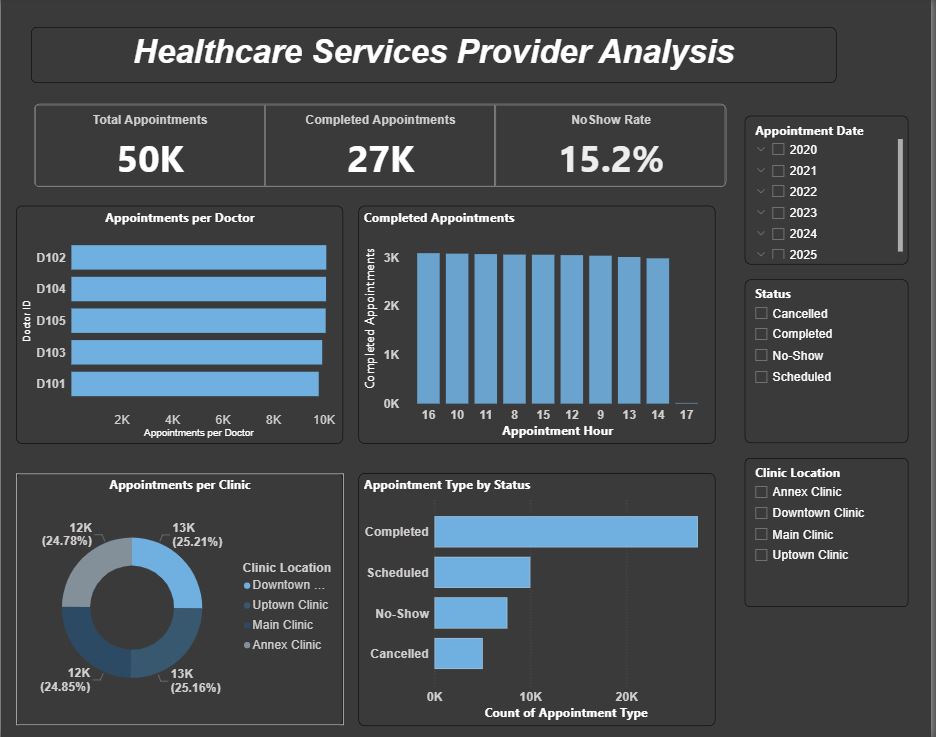 Healthcare Services Provider Analysis
Total Appointments
50K
Completed Appointments
27K
NoShow Rate
15.2%
Appointment Date
2020
2021
2022
2023
2024
2025
Appointments per Doctor
Doctor ID
D102
D104
D105
D103
D101
2K 4K 6K 8K 10K
Appointments per Doctor
Completed Appointments
Completed Appointments
3K
2K
1K
0K
16 10 11 8 15 12 9 13 14 17
Appointment Hour
Status
Cancelled
Completed
No-Show
Scheduled
Appointments per Clinic
12K
(24.78%)
13K
(25.21%)
12K
(24.85%)
13K
(25.16%)
Clinic Location
Downtown ...
Uptown Clinic
Main Clinic
Annex Clinic
Appointment Type by Status
Completed
Scheduled
No-Show
Cancelled
0K 10K 20K
Count of Appointment Type
Clinic Location
Annex Clinic
Downtown Clinic
Main Clinic
Uptown Clinic